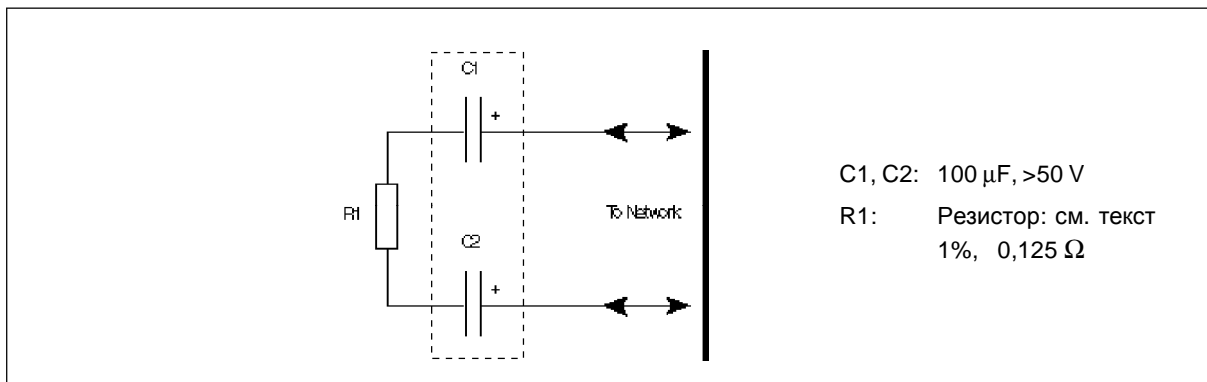 C1
+
R1
To Network
C2
+
C1, C2: 100 µF, >50 V
R1: Резистор: см. текст
1%, 0,125 Ω